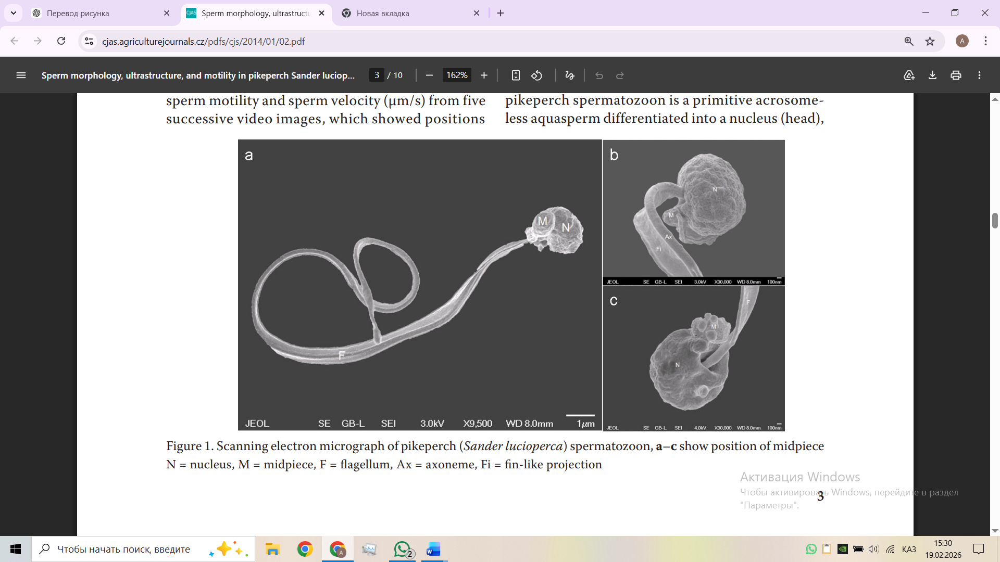 Перевод рисунка
CJAS
Sperm morphology, ultrastructu
Новая вкладка
cjas.agriculturejournals.cz/pdfs/cjs/2014/01/02.pdf
A
Sperm morphology, ultrastructure, and motility in pikeperch Sander luciop...
3 / 10
162%
sperm motility and sperm velocity (μm/s) from five
successive video images, which showed positions
pikeperch spermatozoon is a primitive acrosome-
less aquasperm differentiated into a nucleus (head),
a
M
N
F
JEOL SE GB-L SEI 3.0kV X9,500 WD 8.0mm 1μm
b
N
M
Ax
Fi
JEOL SE GB-L SEI 3.0kV X30,000 WD 8.0mm 100nm
c
F
M
N
JEOL SE GB-L SEI 4.0kV X30,000 WD 8.0mm 100nm
Figure 1. Scanning electron micrograph of pikeperch (Sander lucioperca) spermatozoon, a–c show position of midpiece
N = nucleus, M = midpiece, F = flagellum, Ax = axoneme, Fi = fin-like projection
Активация Windows
Чтобы активировать Windows, перейдите в раздел
"Параметры".
3
Чтобы начать поиск, введите
A
2
W
ҚАЗ
15:30
19.02.2026